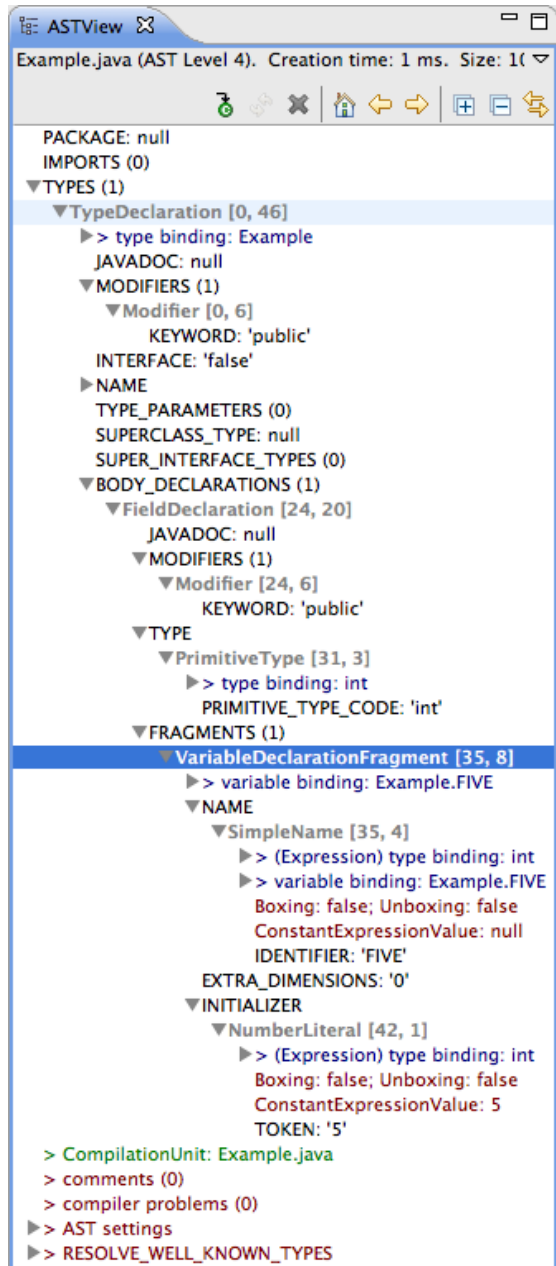 ASTView
Example.java (AST Level 4). Creation time: 1 ms. Size: 1(
PACKAGE: null
IMPORTS (0)
TYPES (1)
TypeDeclaration [0, 46]
> type binding: Example
JAVADOC: null
MODIFIERS (1)
Modifier [0, 6]
KEYWORD: 'public'
INTERFACE: 'false'
NAME
TYPE_PARAMETERS (0)
SUPERCLASS_TYPE: null
SUPER_INTERFACE_TYPES (0)
BODY_DECLARATIONS (1)
FieldDeclaration [24, 20]
JAVADOC: null
MODIFIERS (1)
Modifier [24, 6]
KEYWORD: 'public'
TYPE
PrimitiveType [31, 3]
> type binding: int
PRIMITIVE_TYPE_CODE: 'int'
FRAGMENTS (1)
VariableDeclarationFragment [35, 8]
> variable binding: Example.FIVE
NAME
SimpleName [35, 4]
> (Expression) type binding: int
> variable binding: Example.FIVE
Boxing: false; Unboxing: false
ConstantExpressionValue: null
IDENTIFIER: 'FIVE'
EXTRA_DIMENSIONS: '0'
INITIALIZER
NumberLiteral [42, 1]
> (Expression) type binding: int
Boxing: false; Unboxing: false
ConstantExpressionValue: 5
TOKEN: '5'
> CompilationUnit: Example.java
> comments (0)
> compiler problems (0)
> AST settings
> RESOLVE_WELL_KNOWN_TYPES